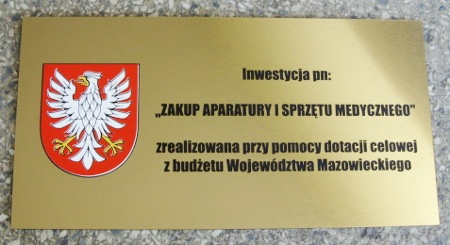 Inwestycja pn:
„ZAKUP APARATURY I SPRZĘTU MEDYCZNEGO"
zrealizowana przy pomocy dotacji celowej
z budżetu Województwa Mazowieckiego